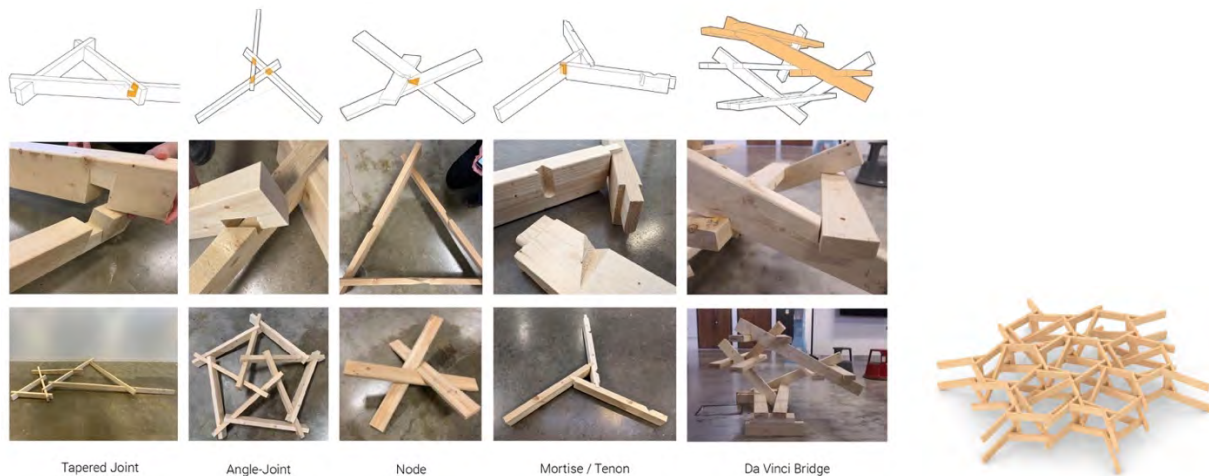 Tapered Joint
Angle-Joint
Node
Mortise / Tenon
Da Vinci Bridge